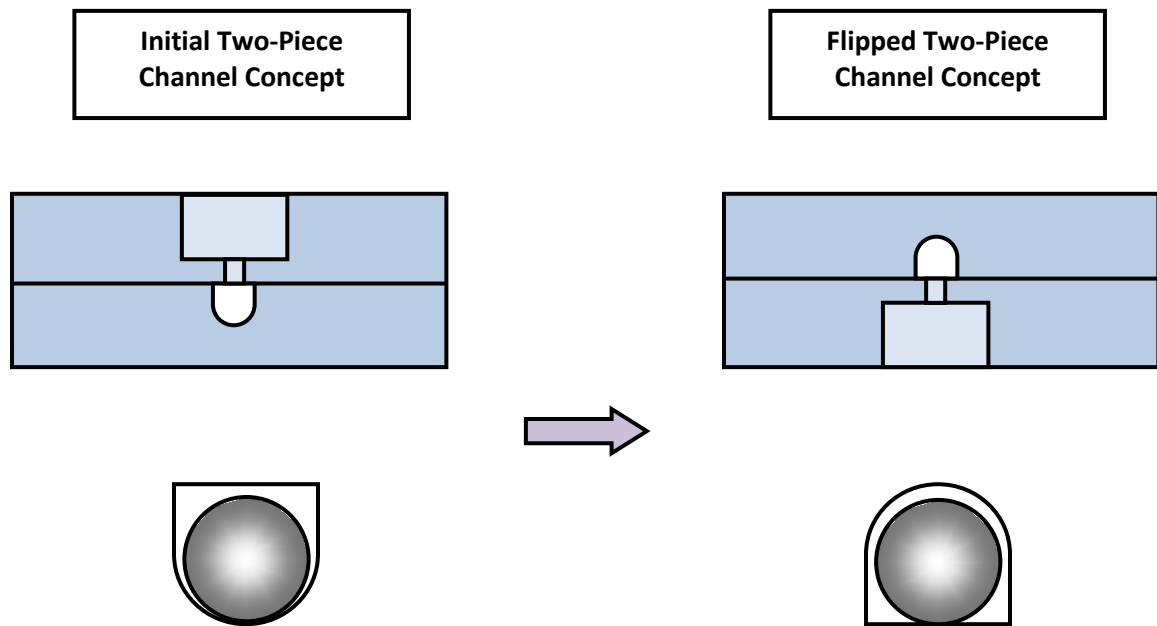 Initial Two-Piece
Channel Concept
Flipped Two-Piece
Channel Concept